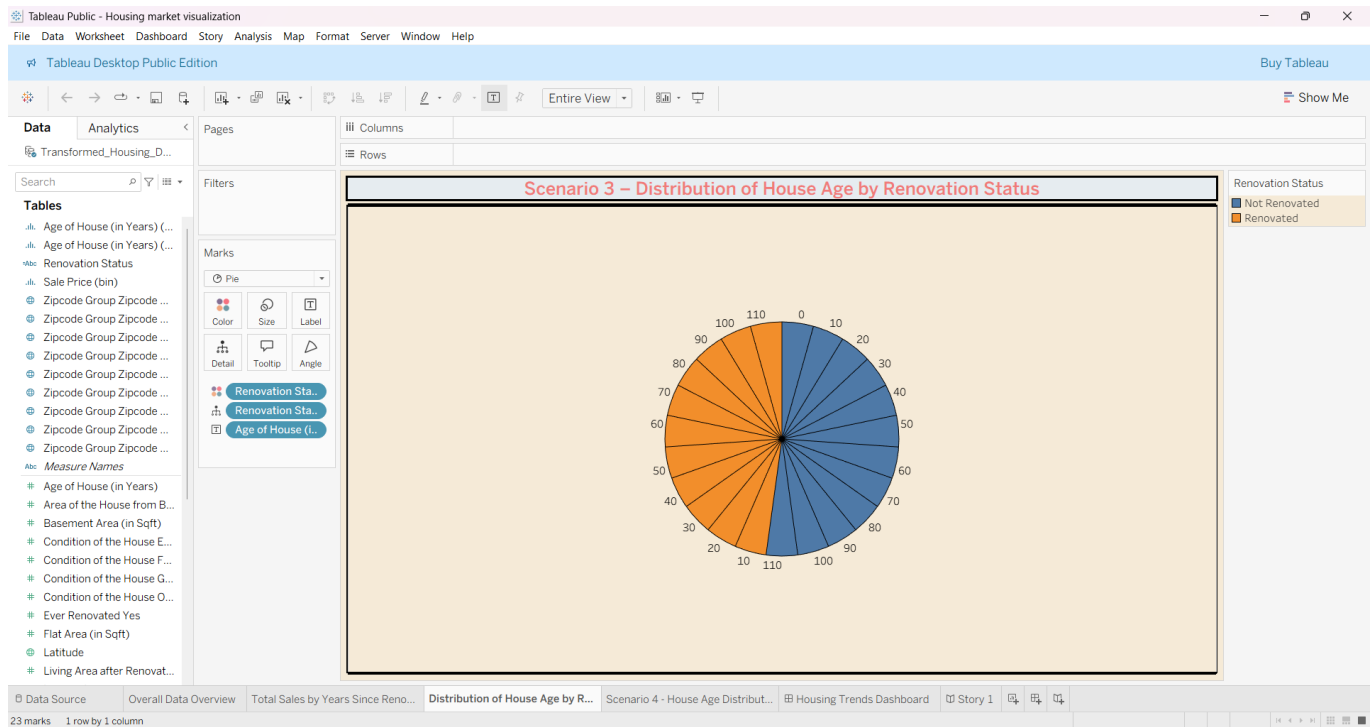 Tableau Public - Housing market visualization
File Data Worksheet Dashboard Story Analysis Map Format Server Window Help
Tableau Desktop Public Edition
Buy Tableau
Entire View
Show Me
Data Analytics
Transformed_Housing_D...
Search
Tables
Age of House (in Years) (...
Age of House (in Years) (...
Abc Renovation Status
Sale Price (bin)
Zipcode Group Zipcode ...
Zipcode Group Zipcode ...
Zipcode Group Zipcode ...
Zipcode Group Zipcode ...
Zipcode Group Zipcode ...
Zipcode Group Zipcode ...
Zipcode Group Zipcode ...
Zipcode Group Zipcode ...
Zipcode Group Zipcode ...
Abc Measure Names
# Age of House (in Years)
# Area of the House from B...
# Basement Area (in Sqft)
# Condition of the House E...
# Condition of the House F...
# Condition of the House G...
# Condition of the House O...
# Ever Renovated Yes
# Flat Area (in Sqft)
Latitude
# Living Area after Renovat...
Pages
Filters
Marks
Pie
Color Size Label
Detail Tooltip Angle
Renovation Sta..
Renovation Sta..
Age of House (i..
Columns
Rows
Scenario 3 – Distribution of House Age by Renovation Status
0
10
20
30
40
50
60
70
80
90
100
110
10
20
30
40
50
60
70
80
90
100
110
Renovation Status
Not Renovated
Renovated
Data Source
Overall Data Overview
Total Sales by Years Since Reno...
Distribution of House Age by R...
Scenario 4 - House Age Distribut...
Housing Trends Dashboard
Story 1
23 marks 1 row by 1 column